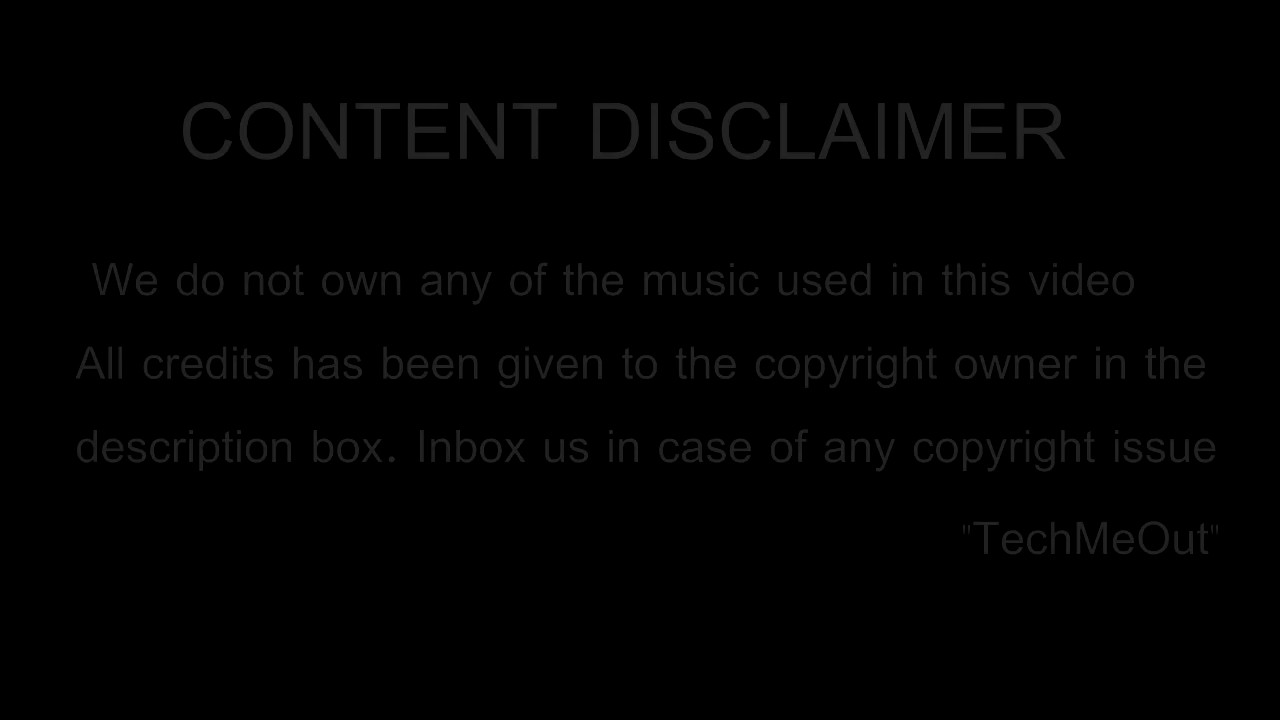 CONTENT DISCLAIMER
We do not own any of the music used in this video
All credits has been given to the copyright owner in the
description box. Inbox us in case of any copyright issue
"TechMeOut"